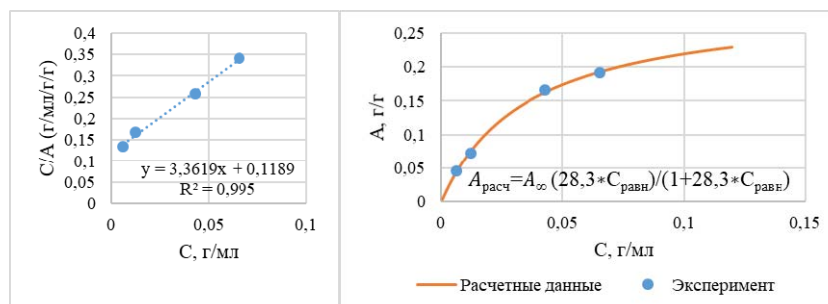 0,4
0,35
0,3
0,25
0,2
0,15
0,1
0,05
0
C/A (г/мл/г/г)
y = 3,3619x + 0,1189
R² = 0,995
0 0,05 0,1
C, г/мл
0,25
0,2
0,15
0,1
0,05
0
A, г/г
Aрасч=A∞ (28,3*Cравн)/(1+28,3*Cравн)
0 0,05 0,1 0,15
C, г/мл
Расчетные данные Эксперимент